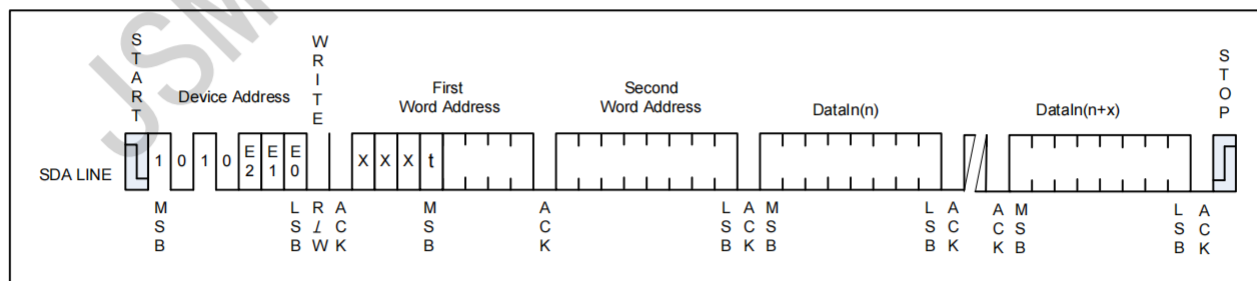 JSM
START
WRITE
STOP
Device Address
First
Word Address
Second
Word Address
DataIn(n)
DataIn(n+x)
SDA LINE
1 0 1 0 E2 E1 E0
X X X t
MSB
LSB
R/W
ACK
MSB
ACK
LSB
ACK
MSB
LSB
ACK
ACK
MSB
LSB
ACK